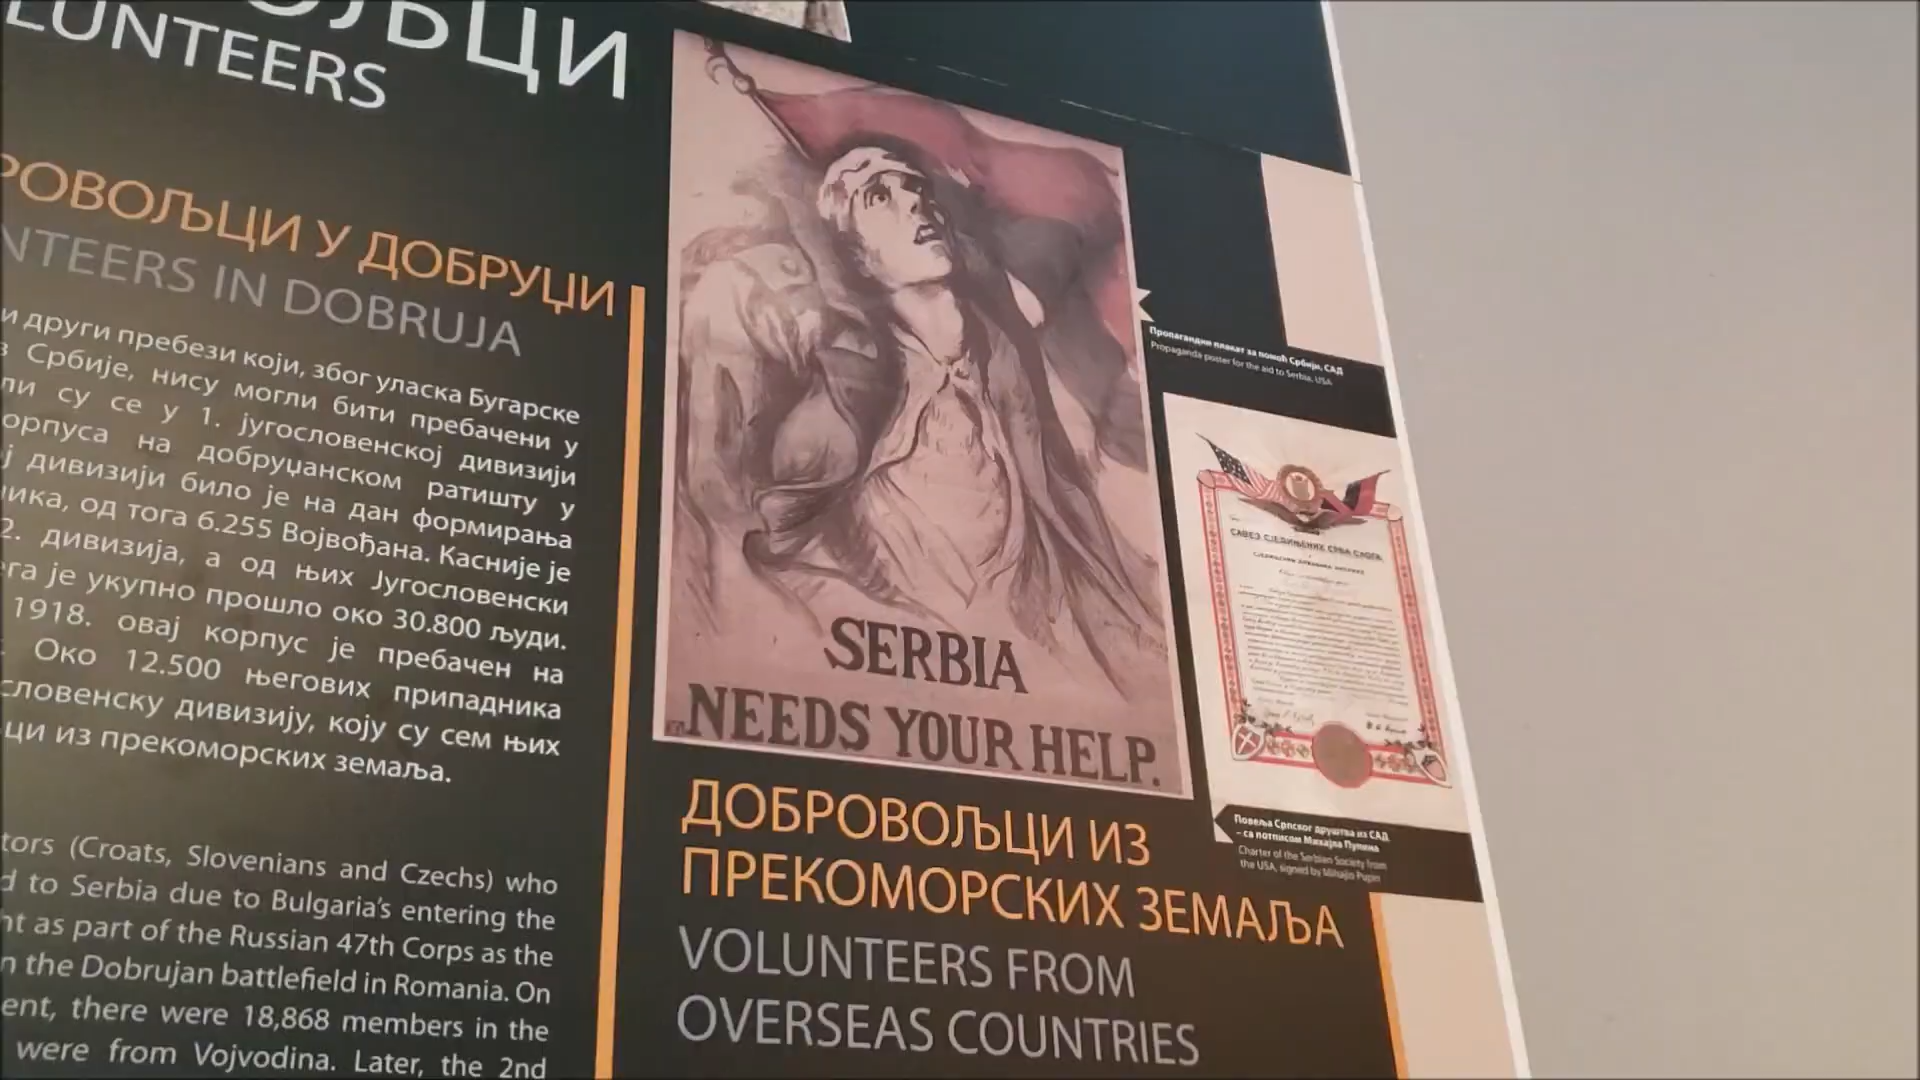 ОЉЦИ
LUNTEERS
РОВОЉЦИ У ДОБРУЏИ
NTEERS IN DOBRUJA
и други пребези који, због уласка Бугарске
Србије, нису могли бити пребачени у
ли су се у 1. југословенској дивизији
орпуса на добруџанском ратишту у
ј дивизији било је на дан формирања
ика, од тога 6.255 Војвођана. Касније је
2. дивизија, а од њих Југословенски
га је укупно прошло око 30.800 људи.
1918. овај корпус је пребачен на
Око 12.500 његових припадника
словенску дивизију, коју су сем њих
ци из прекоморских земаља.
tors (Croats, Slovenians and Czechs) who
d to Serbia due to Bulgaria's entering the
ht as part of the Russian 47th Corps as the
n the Dobrujan battlefield in Romania. On
ent, there were 18,868 members in the
were from Vojvodina. Later, the 2nd
SERBIA
NEEDS YOUR HELP.
Пропагандни плакат за помоћ Србији, САД
Propaganda poster for the aid to Serbia, USA
САВЕЗ СЈЕДИЊЕНИХ СРБА СЛОГА
Повеља Српског друштва из САД
– са потписом Михајла Пупина
Charter of the Serbian Society from
the USA, signed by Mihajlo Pupin
ДОБРОВОЉЦИ ИЗ
ПРЕКОМОРСКИХ ЗЕМАЉА
VOLUNTEERS FROM
OVERSEAS COUNTRIES